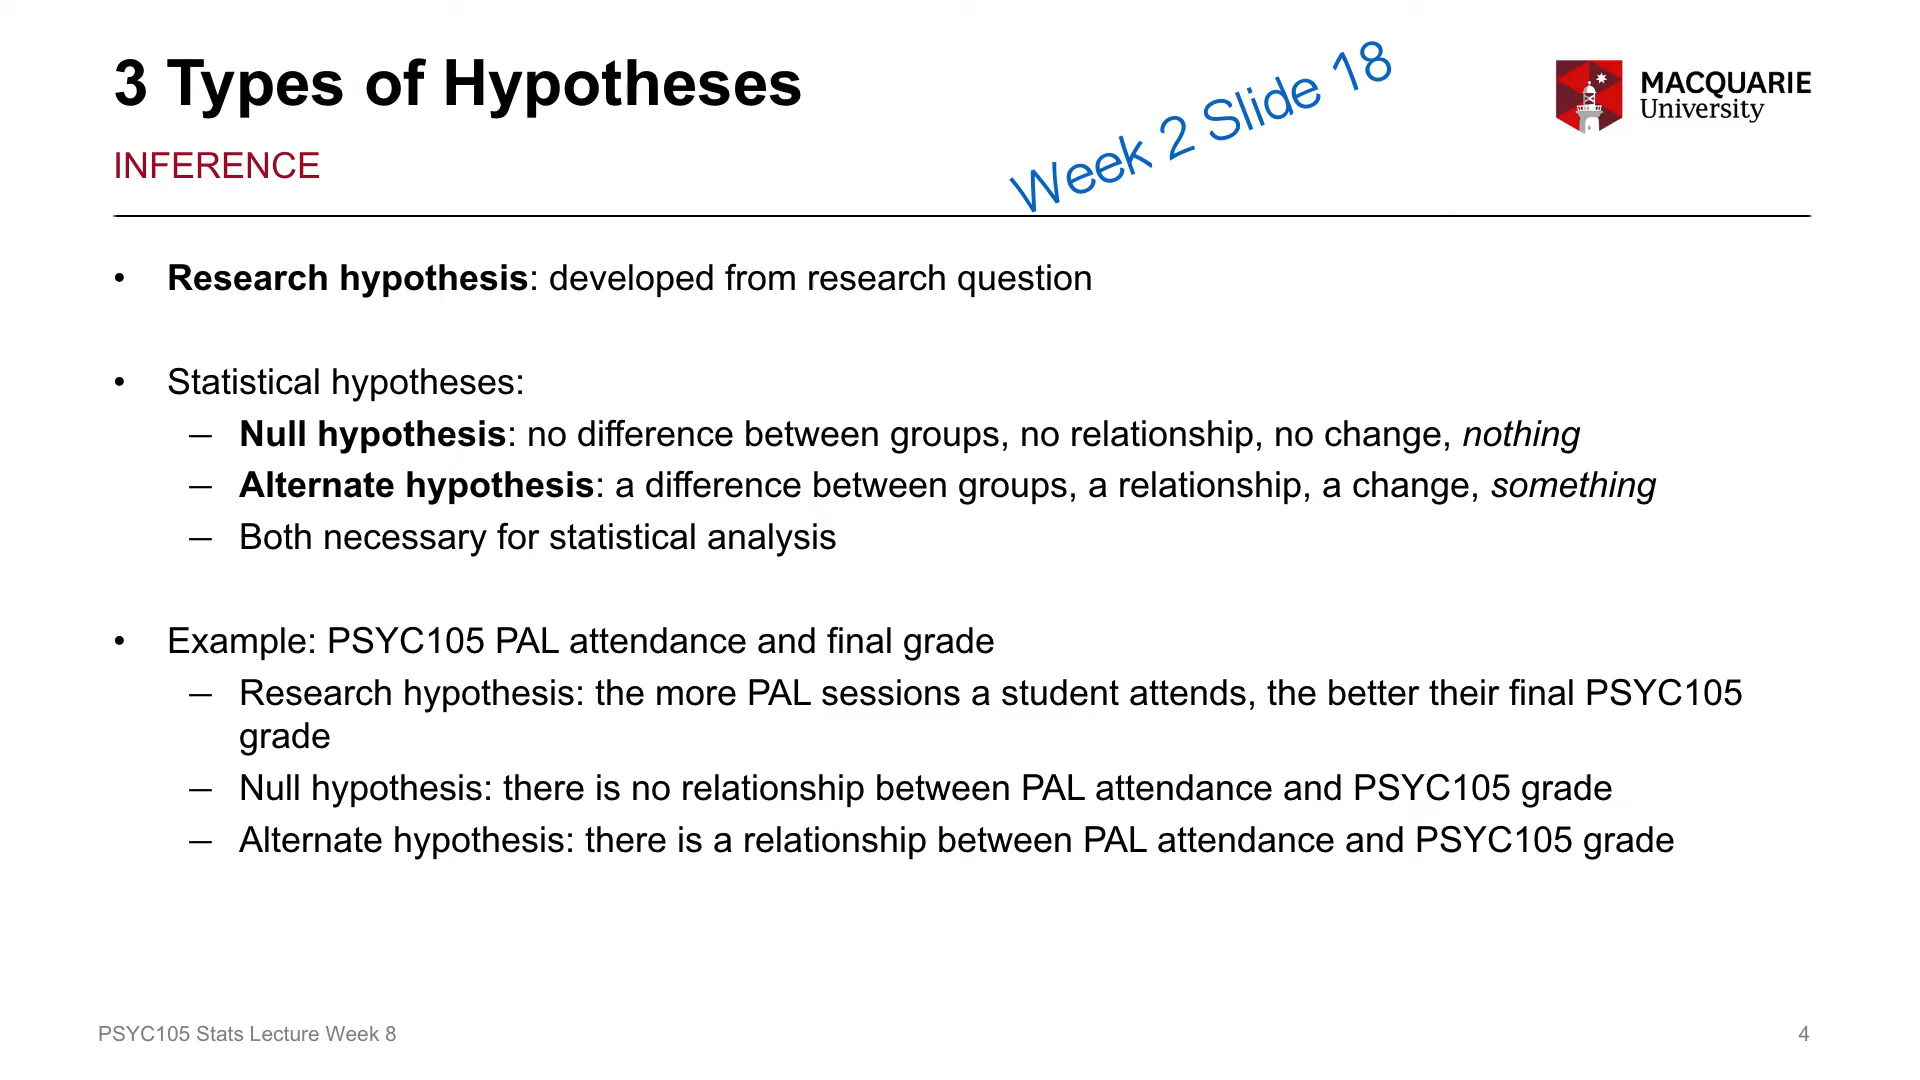 3 Types of Hypotheses
Week 2 Slide 18
MACQUARIE
University
INFERENCE
• Research hypothesis: developed from research question
• Statistical hypotheses:
– Null hypothesis: no difference between groups, no relationship, no change, nothing
– Alternate hypothesis: a difference between groups, a relationship, a change, something
– Both necessary for statistical analysis
• Example: PSYC105 PAL attendance and final grade
– Research hypothesis: the more PAL sessions a student attends, the better their final PSYC105
grade
– Null hypothesis: there is no relationship between PAL attendance and PSYC105 grade
– Alternate hypothesis: there is a relationship between PAL attendance and PSYC105 grade
PSYC105 Stats Lecture Week 8
4